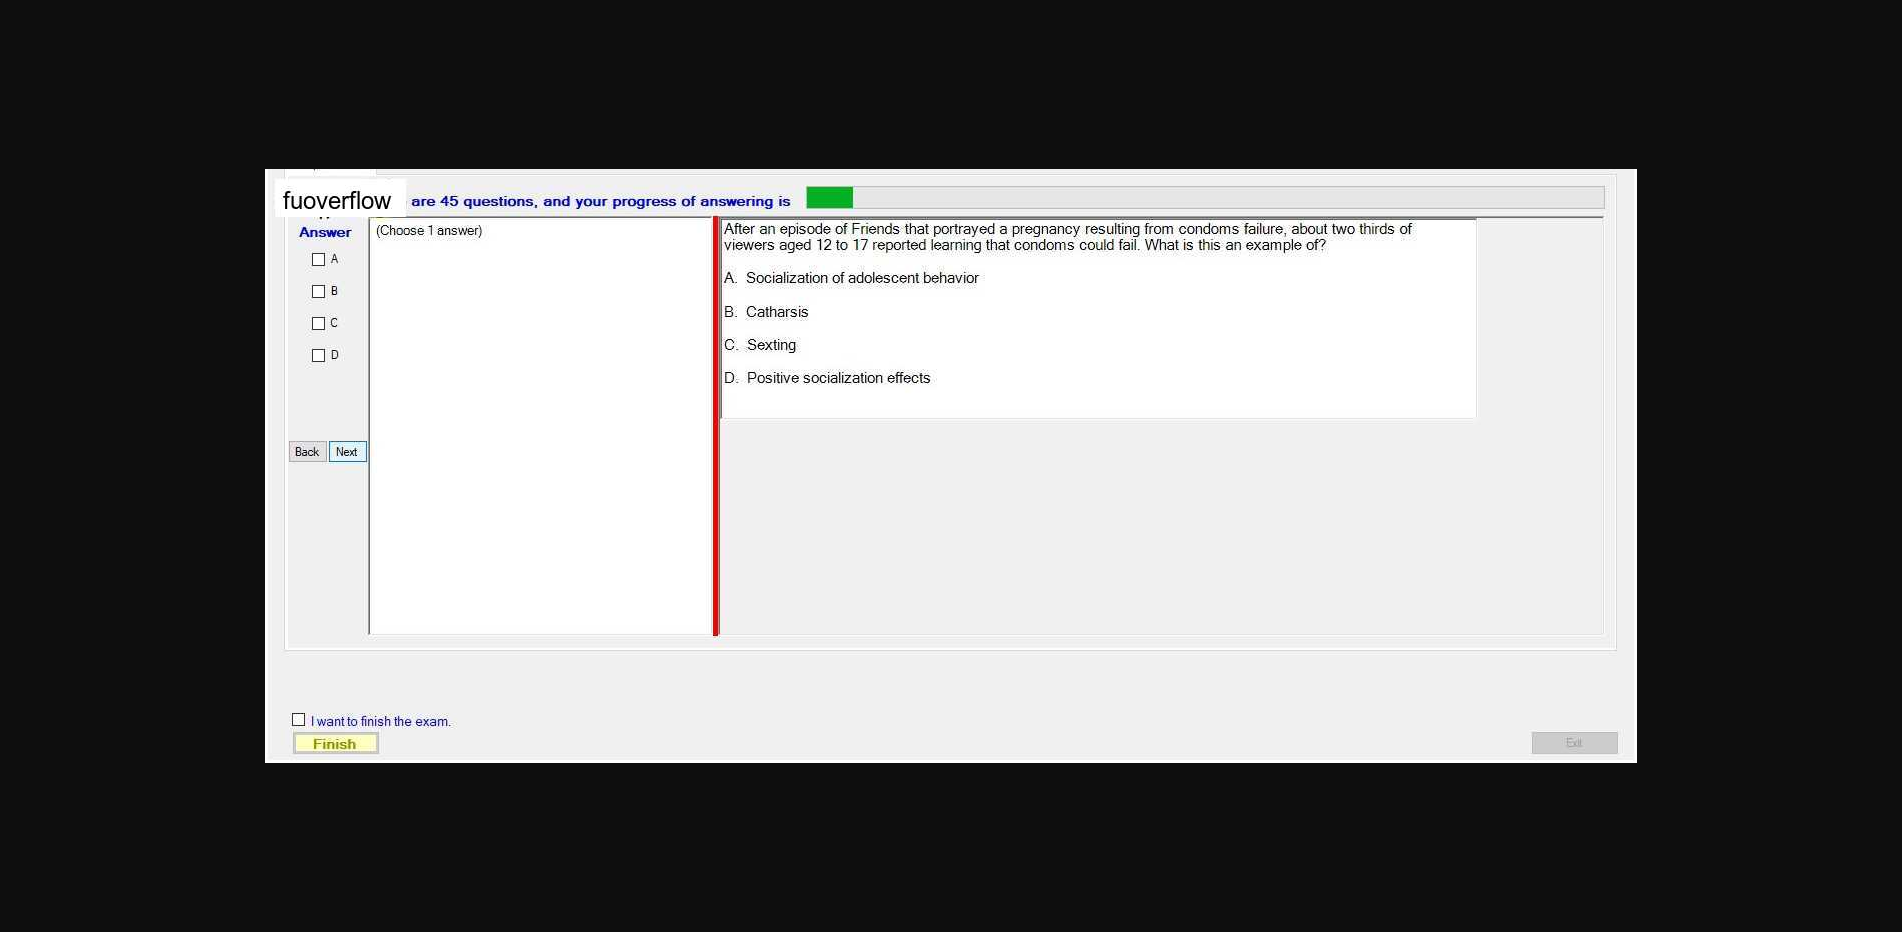 fuoverflow are 45 questions, and your progress of answering is
Answer
(Choose 1 answer)
A
B
C
D
Back Next
After an episode of Friends that portrayed a pregnancy resulting from condoms failure, about two thirds of
viewers aged 12 to 17 reported learning that condoms could fail. What is this an example of?
A. Socialization of adolescent behavior
B. Catharsis
C. Sexting
D. Positive socialization effects
I want to finish the exam.
Finish
Exit